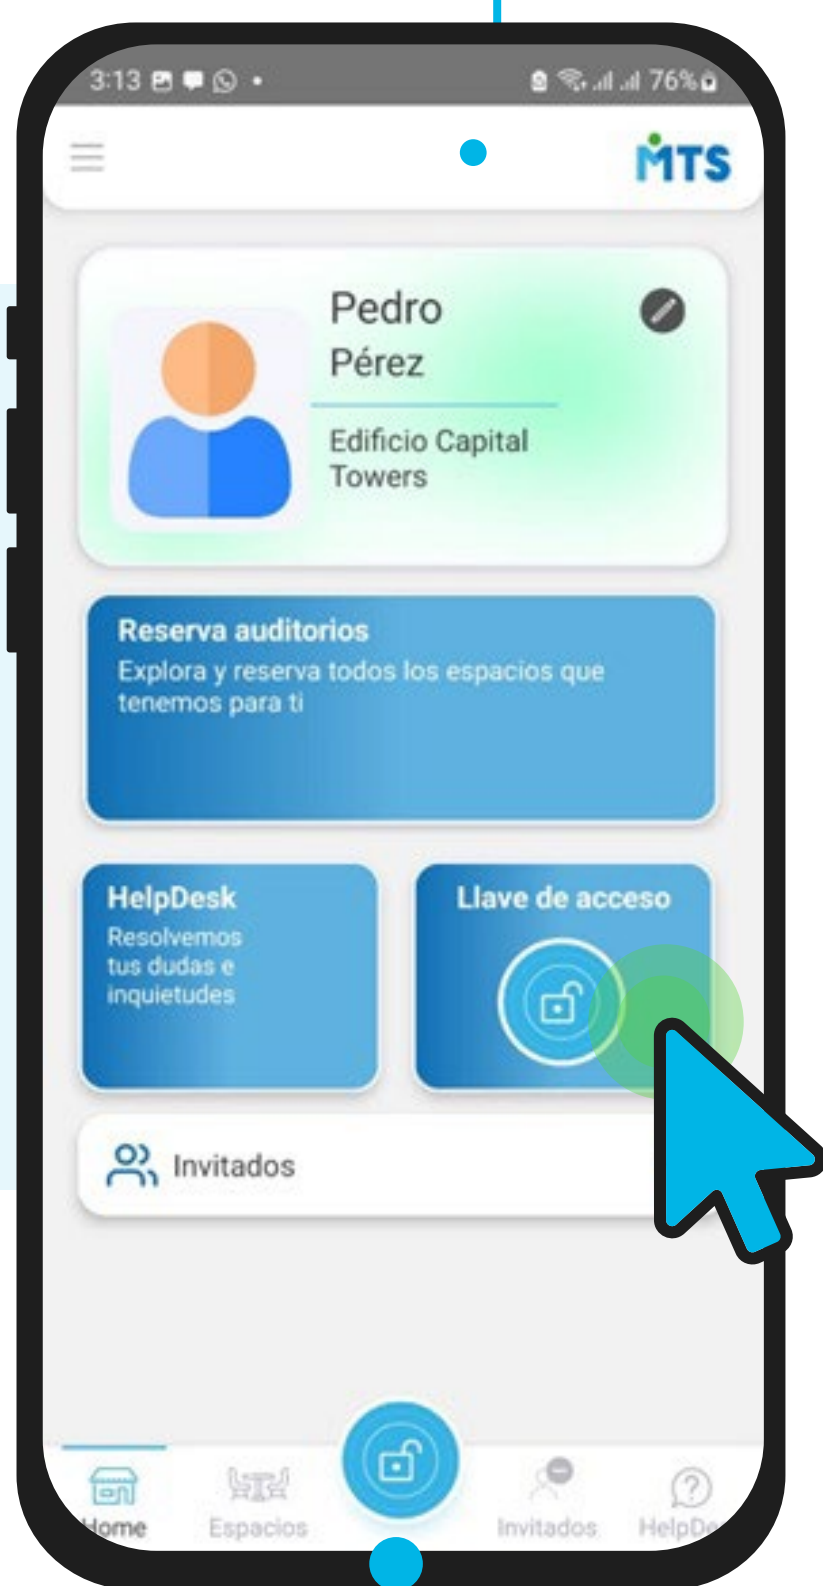 3:13
76%
MTS
Pedro
Pérez
Edificio Capital
Towers
Reserva auditorios
Explora y reserva todos los espacios que
tenemos para ti
HelpDesk
Resolvemos
tus dudas e
inquietudes
Llave de acceso
Invitados
Home
Espacios
Invitados
HelpDe